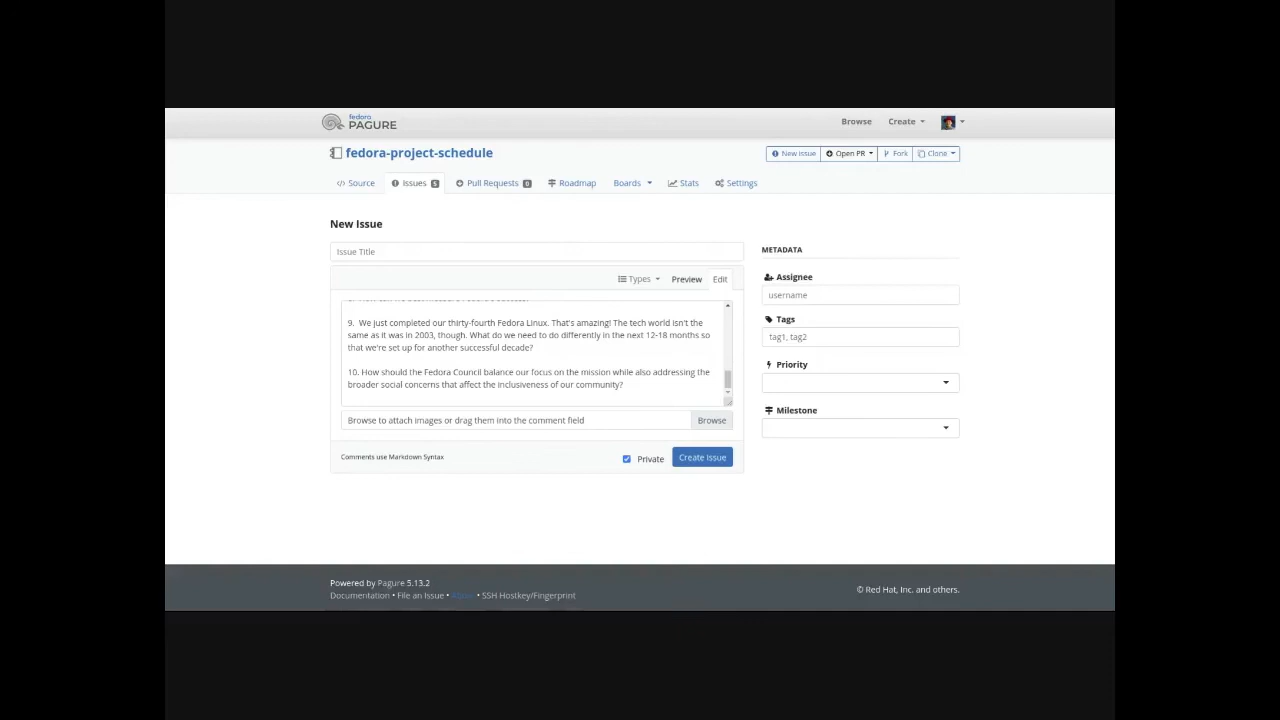 fedora
PAGURE
Browse
Create
fedora-project-schedule
New Issue
Open PR
Fork
Clone
Source
Issues 5
Pull Requests 0
Roadmap
Boards
Stats
Settings
New Issue
Issue Title
METADATA
Types
Preview
Edit
Assignee
username
9. We just completed our thirty-fourth Fedora Linux. That's amazing! The tech world isn't the
same as it was in 2003, though. What do we need to do differently in the next 12-18 months so
that we're set up for another successful decade?
Tags
tag1, tag2
Priority
10. How should the Fedora Council balance our focus on the mission while also addressing the
broader social concerns that affect the inclusiveness of our community?
Milestone
Browse to attach images or drag them into the comment field
Browse
Comments use Markdown Syntax
Private
Create Issue
Powered by Pagure 5.13.2
Documentation • File an Issue • About • SSH Hostkey/Fingerprint
© Red Hat, Inc. and others.